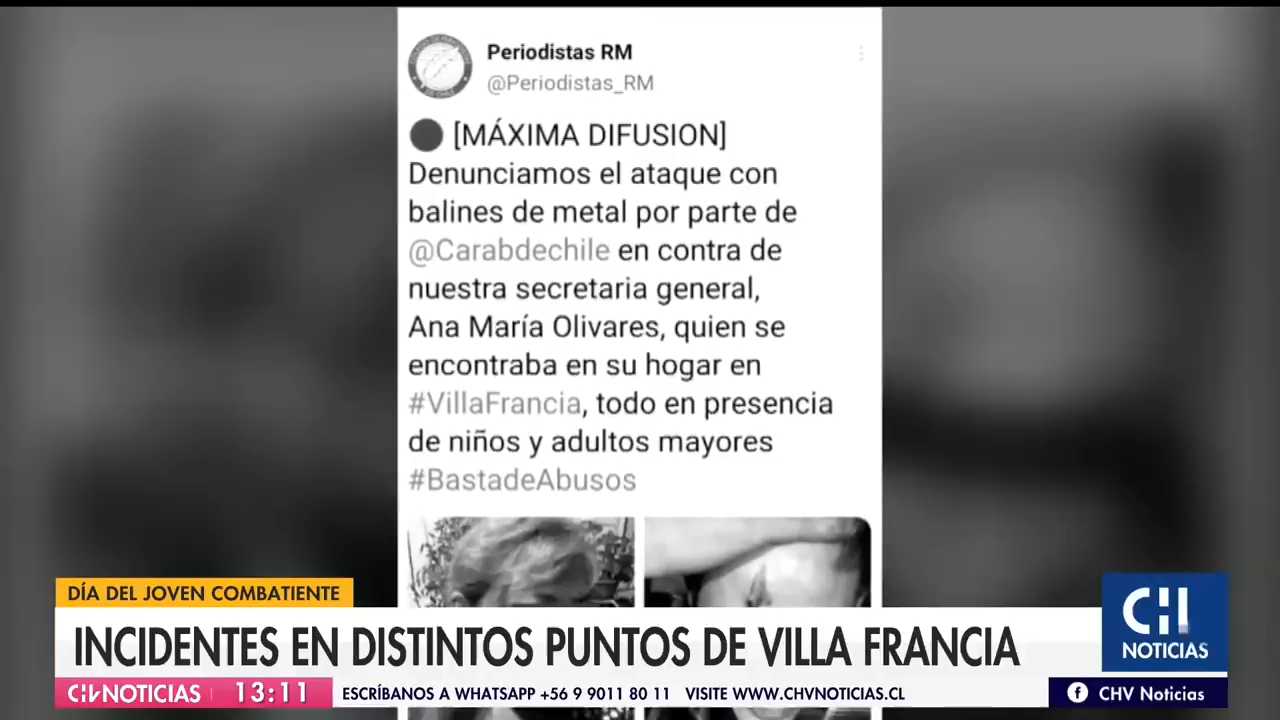 Periodistas RM
@Periodistas_RM
[MÁXIMA DIFUSION]
Denunciamos el ataque con
balines de metal por parte de
@Carabdechile en contra de
nuestra secretaria general,
Ana María Olivares, quien se
encontraba en su hogar en
#VillaFrancia, todo en presencia
de niños y adultos mayores
#BastadeAbusos
DÍA DEL JOVEN COMBATIENTE
INCIDENTES EN DISTINTOS PUNTOS DE VILLA FRANCIA
CHV NOTICIAS
CHVNOTICIAS 13:11 ESCRÍBANOS A WHATSAPP +56 9 9011 80 11 VISITE WWW.CHVNOTICIAS.CL
CHV Noticias